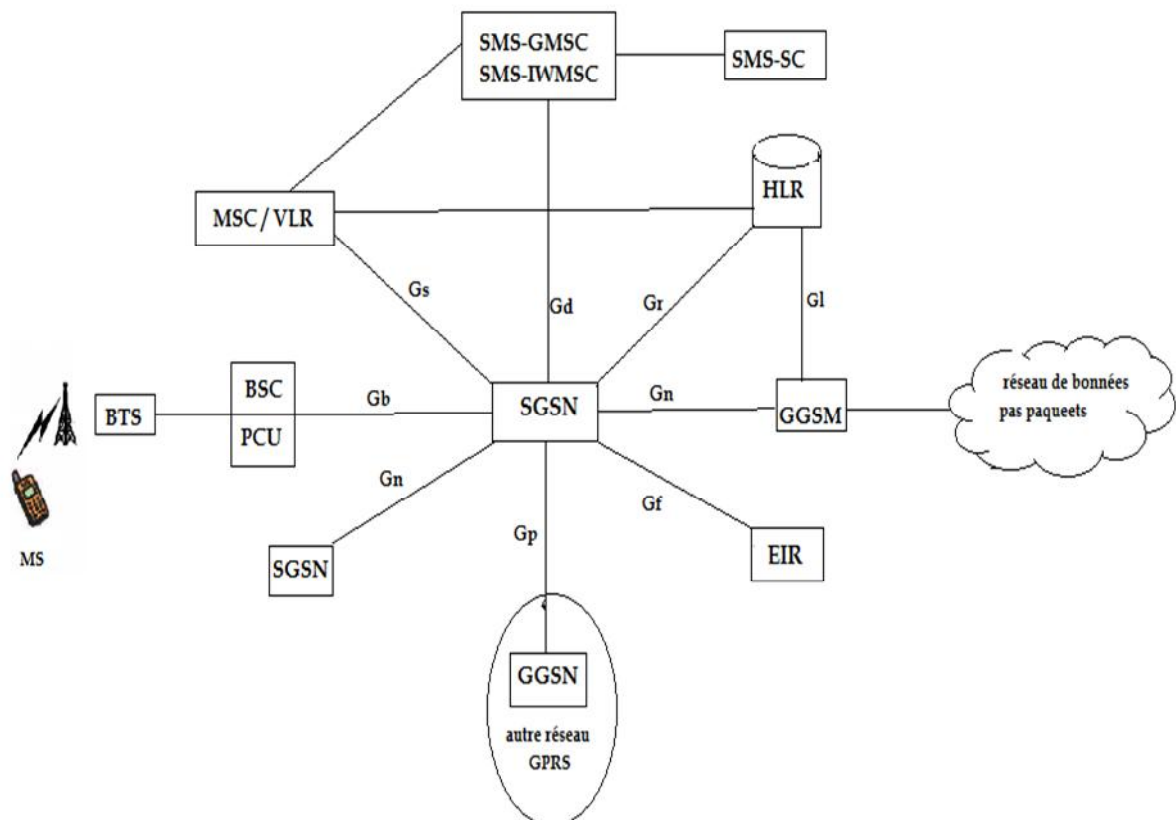 SMS-GMSC
SMS-IWMSC
SMS-SC
HLR
MSC / VLR
Gs
Gd
Gr
Gl
BTS
BSC
PCU
Gb
SGSN
Gn
GGSM
réseau de bonnées
pas paqueets
MS
Gn
SGSN
Gp
Gf
EIR
GGSN
autre réseau
GPRS